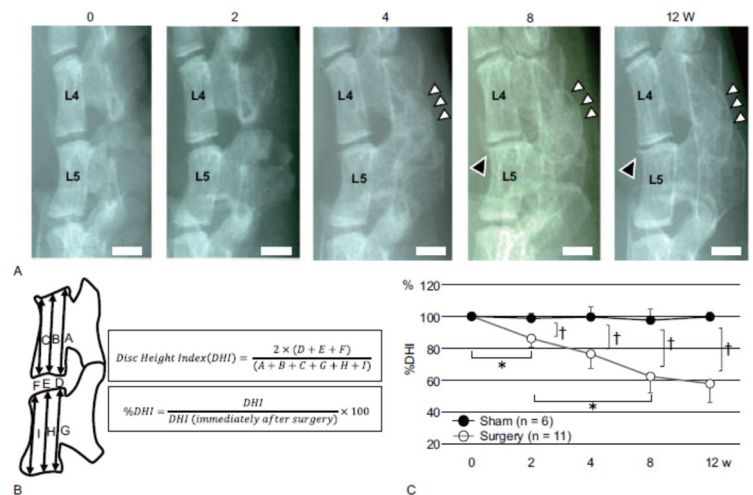 0 2 4 8 12 W
L4 L4 L4 L4 L4
L5 L5 L5 L5 L5
A
C B A
F E D
I H G
Disc Height Index(DHI) = 2 × (D + E + F) / (A + B + C + G + H + I)
%DHI = DHI / DHI (immediately after surgery) × 100
B
% 120
100
80
60
40
20
%DHI
† † † †
*
*
Sham (n = 6)
Surgery (n = 11)
0 2 4 8 12 w
C